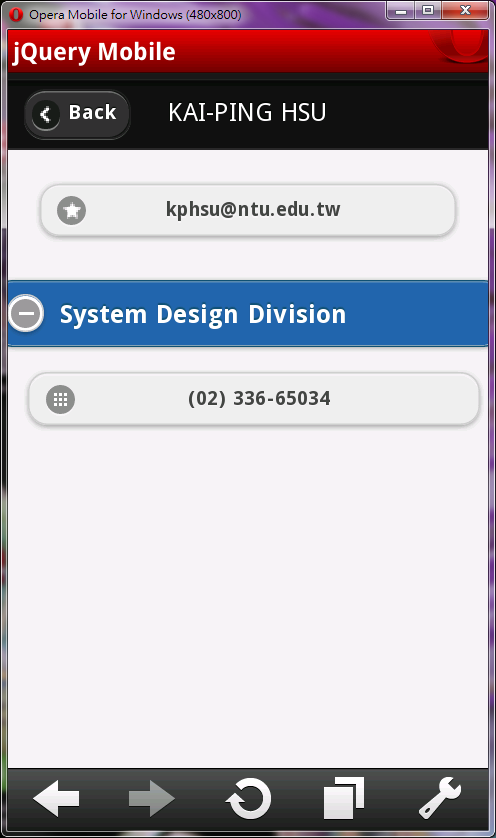 Opera Mobile for Windows (480x800)
jQuery Mobile
Back
KAI-PING HSU
kphsu@ntu.edu.tw
System Design Division
(02) 336-65034